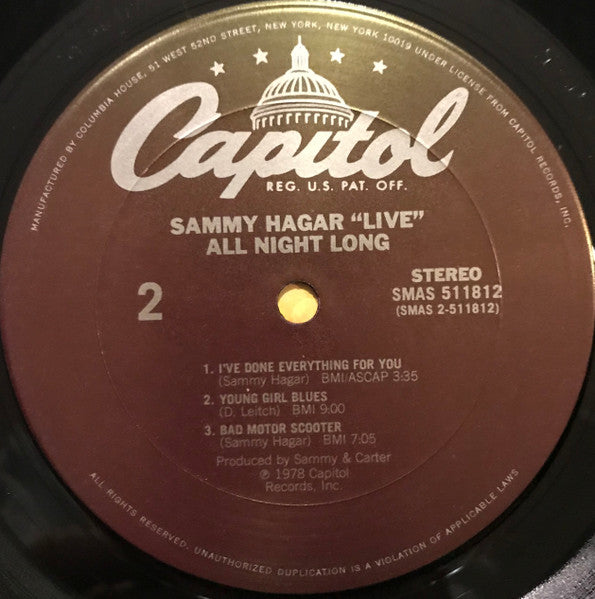 MANUFACTURED BY COLUMBIA HOUSE, 51 WEST 52ND STREET, NEW YORK, NEW YORK 10019 UNDER LICENSE FROM CAPITOL RECORDS, INC.
Capitol
REG. U.S. PAT. OFF.
SAMMY HAGAR "LIVE"
ALL NIGHT LONG
2
STEREO
SMAS 511812
(SMAS 2-511812)
1. I'VE DONE EVERYTHING FOR YOU
(Sammy Hagar) BMI/ASCAP 3:35
2. YOUNG GIRL BLUES
(D. Leitch) BMI 9:00
3. BAD MOTOR SCOOTER
(Sammy Hagar) BMI 7:05
Produced by Sammy & Carter
℗ 1978 Capitol
Records, Inc.
ALL RIGHTS RESERVED. UNAUTHORIZED DUPLICATION IS A VIOLATION OF APPLICABLE LAWS